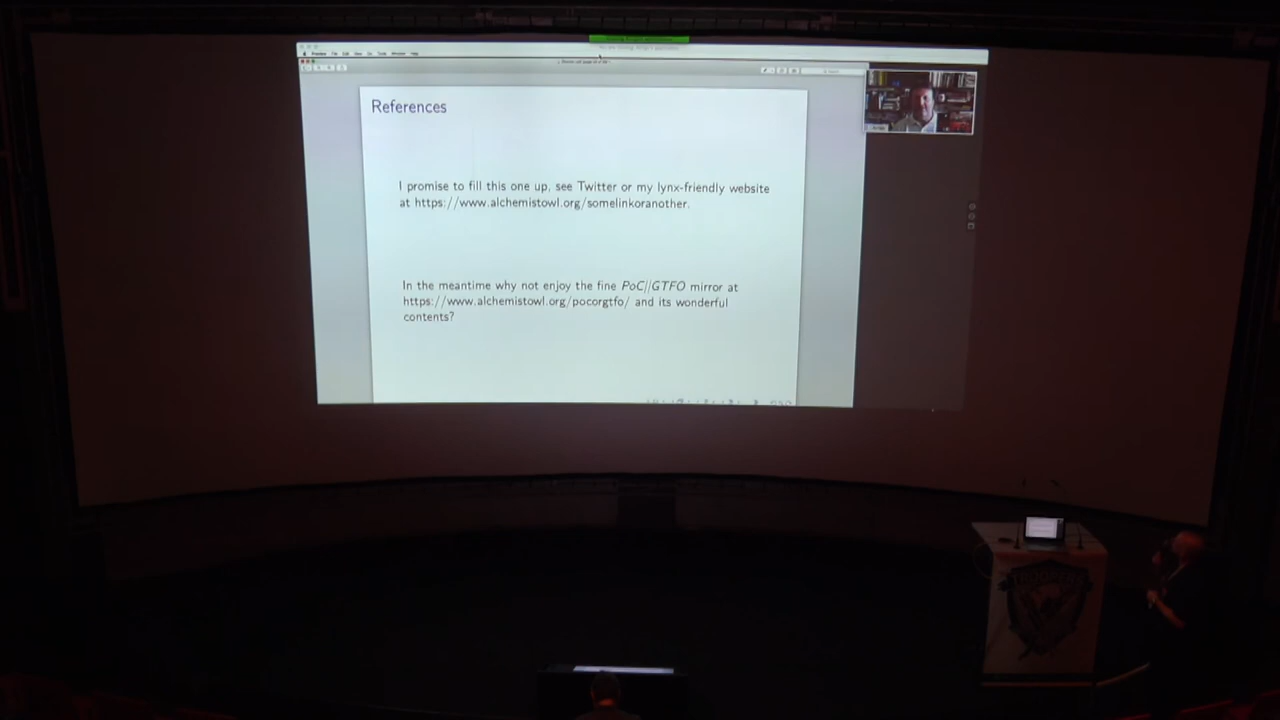 References
I promise to fill this one up, see Twitter or my lynx-friendly website
at https://www.alchemistowl.org/somelinkoranother.
In the meantime why not enjoy the fine PoC||GTFO mirror at
https://www.alchemistowl.org/pocorgtfo/ and its wonderful
contents?